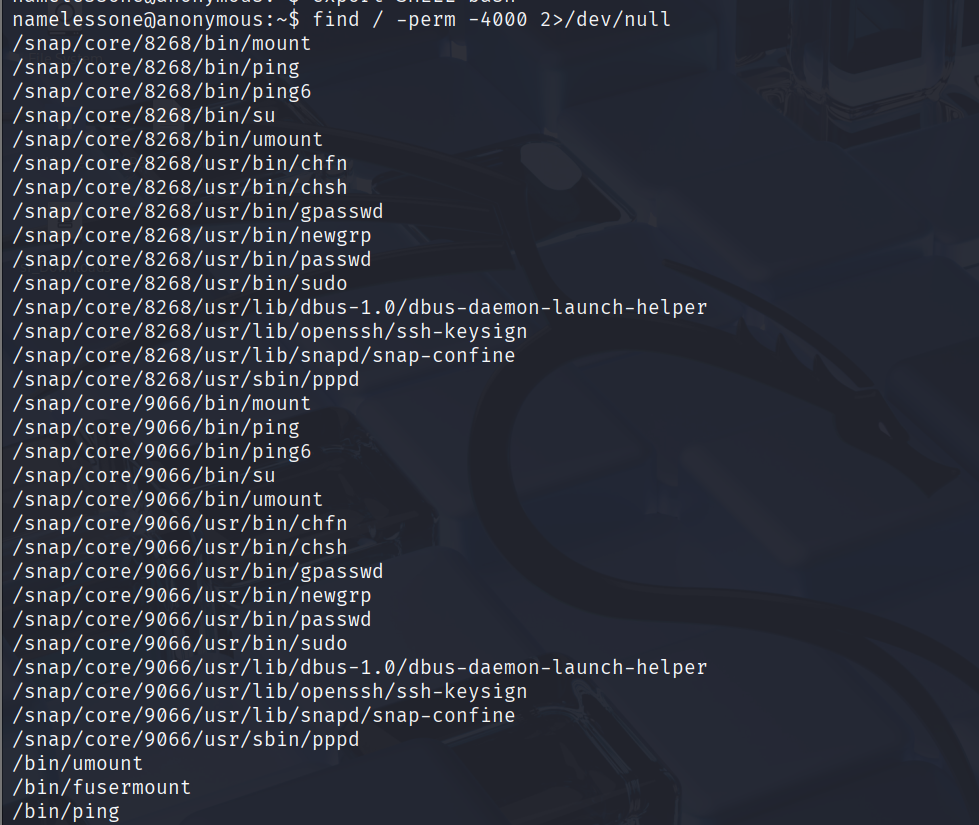 namelessone@anonymous:~$ export SHELL=bash
namelessone@anonymous:~$ find / -perm -4000 2>/dev/null
/snap/core/8268/bin/mount
/snap/core/8268/bin/ping
/snap/core/8268/bin/ping6
/snap/core/8268/bin/su
/snap/core/8268/bin/umount
/snap/core/8268/usr/bin/chfn
/snap/core/8268/usr/bin/chsh
/snap/core/8268/usr/bin/gpasswd
/snap/core/8268/usr/bin/newgrp
/snap/core/8268/usr/bin/passwd
/snap/core/8268/usr/bin/sudo
/snap/core/8268/usr/lib/dbus-1.0/dbus-daemon-launch-helper
/snap/core/8268/usr/lib/openssh/ssh-keysign
/snap/core/8268/usr/lib/snapd/snap-confine
/snap/core/8268/usr/sbin/pppd
/snap/core/9066/bin/mount
/snap/core/9066/bin/ping
/snap/core/9066/bin/ping6
/snap/core/9066/bin/su
/snap/core/9066/bin/umount
/snap/core/9066/usr/bin/chfn
/snap/core/9066/usr/bin/chsh
/snap/core/9066/usr/bin/gpasswd
/snap/core/9066/usr/bin/newgrp
/snap/core/9066/usr/bin/passwd
/snap/core/9066/usr/bin/sudo
/snap/core/9066/usr/lib/dbus-1.0/dbus-daemon-launch-helper
/snap/core/9066/usr/lib/openssh/ssh-keysign
/snap/core/9066/usr/lib/snapd/snap-confine
/snap/core/9066/usr/sbin/pppd
/bin/umount
/bin/fusermount
/bin/ping